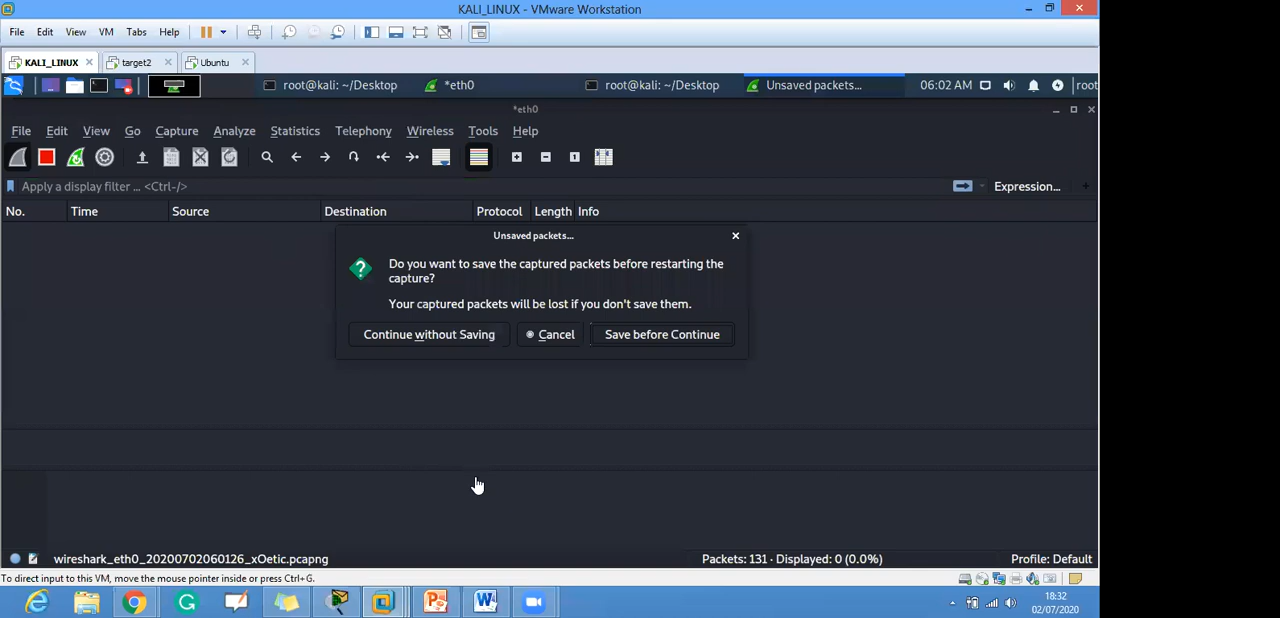 KALI_LINUX - VMware Workstation
File Edit View VM Tabs Help
KALI_LINUX target2 Ubuntu
root@kali: ~/Desktop *eth0 root@kali: ~/Desktop Unsaved packets... 06:02 AM root
*eth0
File Edit View Go Capture Analyze Statistics Telephony Wireless Tools Help
Apply a display filter ... <Ctrl-/> Expression... +
No. Time Source Destination Protocol Length Info
Unsaved packets...
Do you want to save the captured packets before restarting the
capture?
Your captured packets will be lost if you don't save them.
Continue without Saving Cancel Save before Continue
wireshark_eth0_20200702060126_xOetic.pcapng Packets: 131 · Displayed: 0 (0.0%) Profile: Default
To direct input to this VM, move the mouse pointer inside or press Ctrl+G.
18:32
02/07/2020